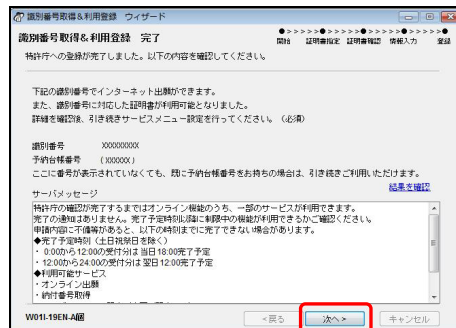 識別番号取得&利用登録 ウィザード
識別番号取得&利用登録 完了
●>>>>>●>>>>>●>>>>>●>>>>>●
開始 証明書指定 証明書確認 情報入力 登録
特許庁への登録が完了しました。以下の内容を確認してください。
下記の識別番号でインターネット出願ができます。
また、識別番号に対応した証明書が利用可能となりました。
詳細を確認後、引き続きサービスメニュー設定を行ってください。(必須)
識別番号 XXXXXXXXX
予納台帳番号 (XXXXXX)
ここに番号が表示されていなくても、既に予納台帳番号をお持ちの場合は、引き続きご利用いただけます。
結果を確認
サーバメッセージ
特許庁の確認が完了するまではオンライン機能のうち、一部のサービスが利用できます。
完了の通知はありません。完了予定時刻以降に制限中の機能が利用できるかご確認ください。
申請内容に不備等があると、以下の時刻までに完了できない場合があります。
◆完了予定時刻(土日祝祭日を除く)
・ 0:00から12:00の受付分は当日18:00完了予定
・12:00から24:00の受付分は翌日12:00完了予定
◆利用可能サービス
・オンライン出願
・納付番号取得
W01I-19EN-A個
<戻る 次へ> キャンセル